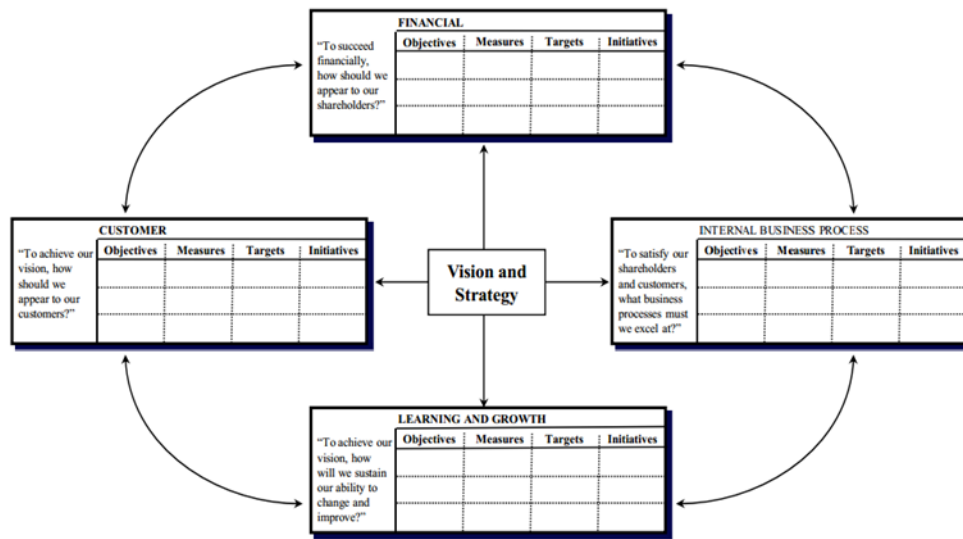 FINANCIAL
“To succeed
financially,
how should we
appear to our
shareholders?”
Objectives Measures Targets Initiatives
CUSTOMER
“To achieve our
vision, how
should we
appear to our
customers?”
Objectives Measures Targets Initiatives
Vision and
Strategy
INTERNAL BUSINESS PROCESS
“To satisfy our
shareholders
and customers,
what business
processes must
we excel at?”
Objectives Measures Targets Initiatives
LEARNING AND GROWTH
“To achieve our
vision, how
will we sustain
our ability to
change and
improve?”
Objectives Measures Targets Initiatives